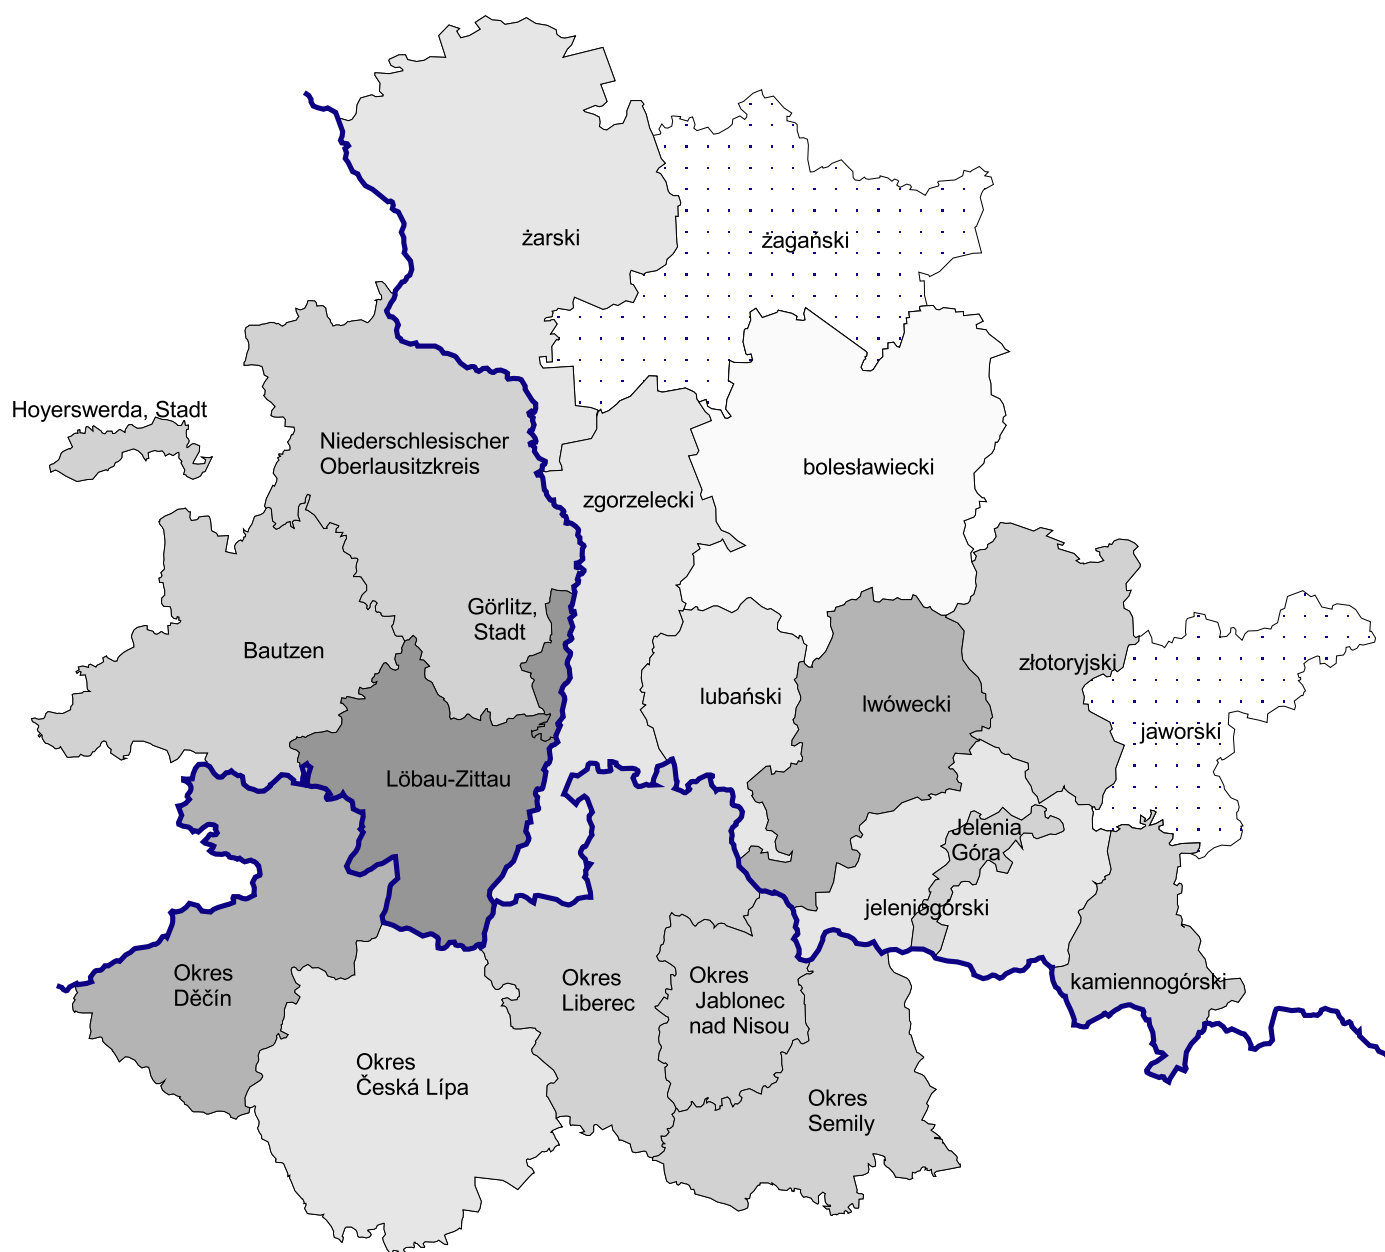 żarski
żagański
Hoyerswerda, Stadt
Niederschlesischer
Oberlausitzkreis
bolesławiecki
zgorzelecki
Görlitz,
Stadt
Bautzen
złotoryjski
lubański
lwówecki
jaworski
Löbau-Zittau
Jelenia
Góra
jeleniogórski
Okres
Děčín
Okres
Liberec
Okres
Jablonec
nad Nisou
kamiennogórski
Okres
Česká Lípa
Okres
Semily